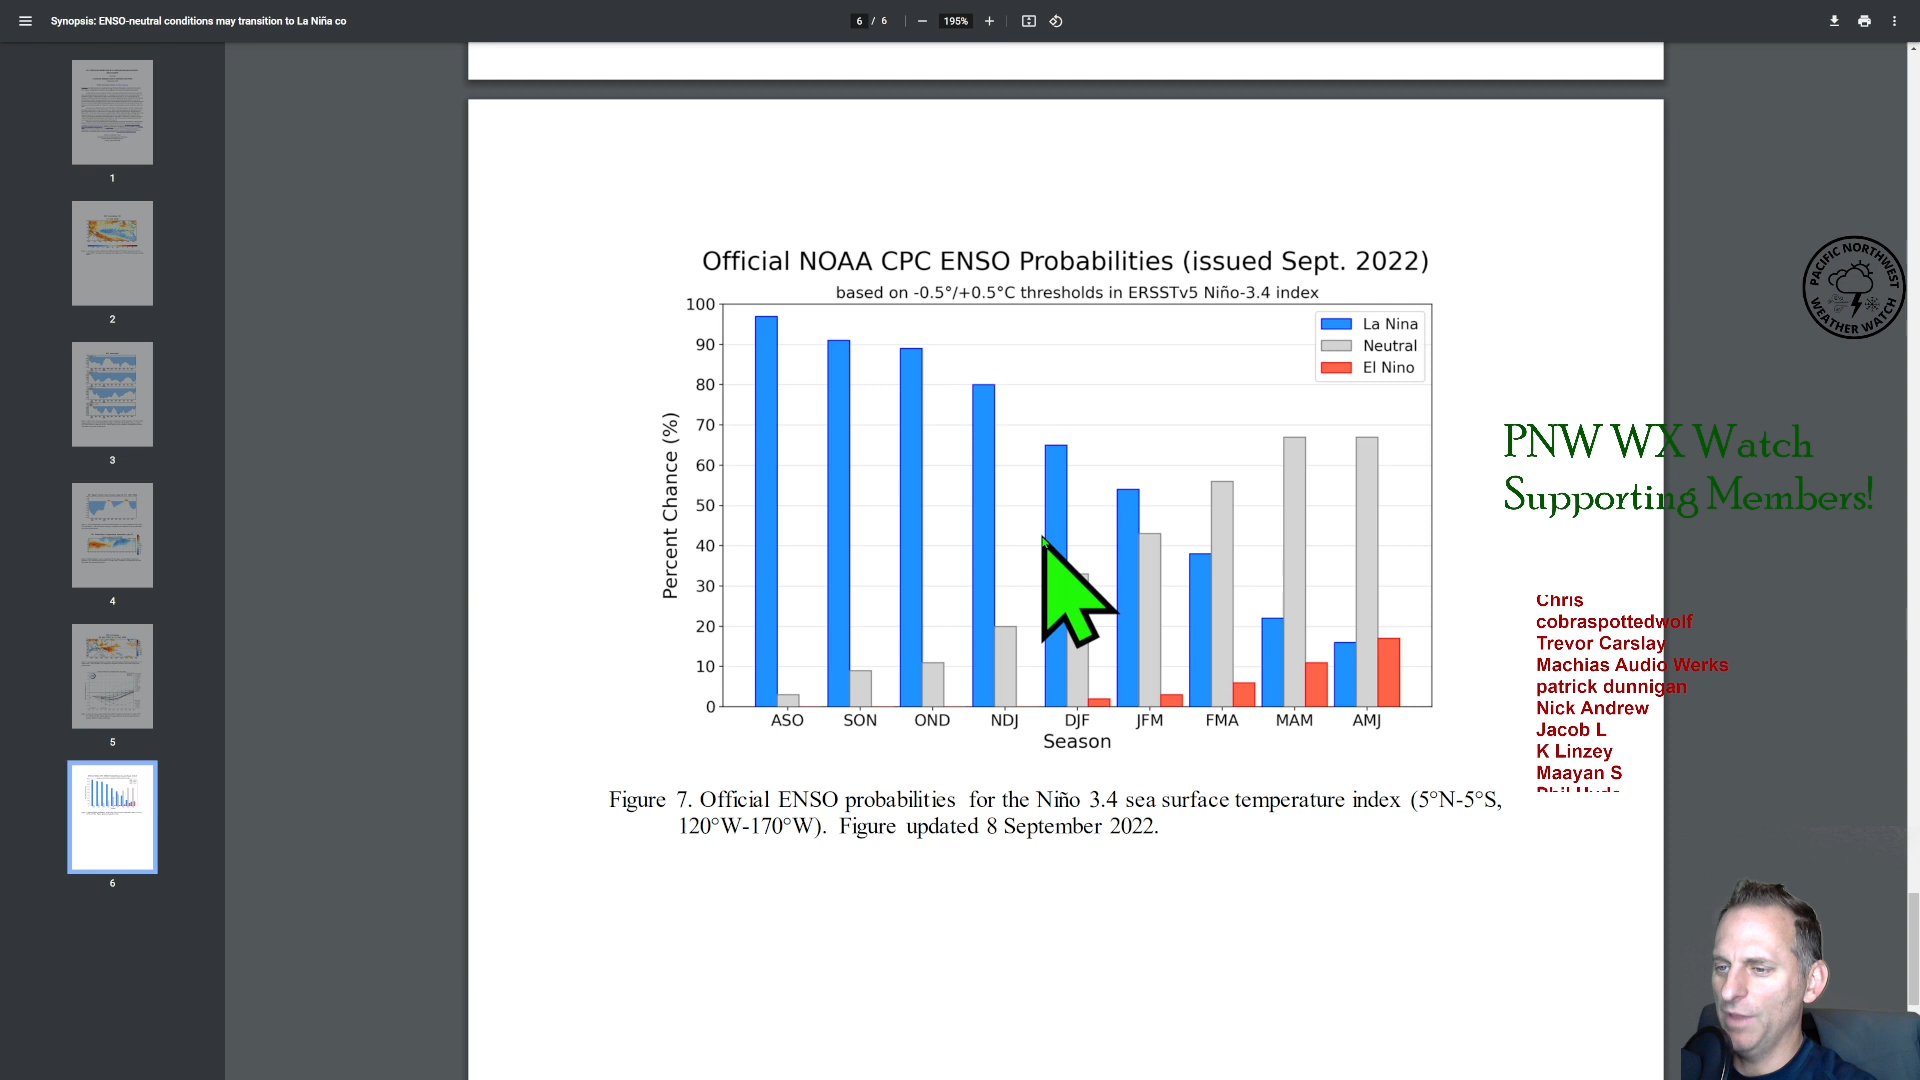 Synopsis: ENSO-neutral conditions may transition to La Niña co
6 / 6
195%
1
2
3
4
5
6
Official NOAA CPC ENSO Probabilities (issued Sept. 2022)
based on -0.5°/+0.5°C thresholds in ERSSTv5 Niño-3.4 index
La Nina
Neutral
El Nino
Percent Chance (%)
100
90
80
70
60
50
40
30
20
10
0
ASO SON OND NDJ DJF JFM FMA MAM AMJ
Season
Figure 7. Official ENSO probabilities for the Niño 3.4 sea surface temperature index (5°N-5°S,
120°W-170°W). Figure updated 8 September 2022.
PACIFIC NORTHWEST
WEATHER WATCH
PNW WX Watch
Supporting Members!
Chris
cobraspottedwolf
Trevor Carslay
Machias Audio Werks
patrick dunnigan
Nick Andrew
Jacob L
K Linzey
Maayan S